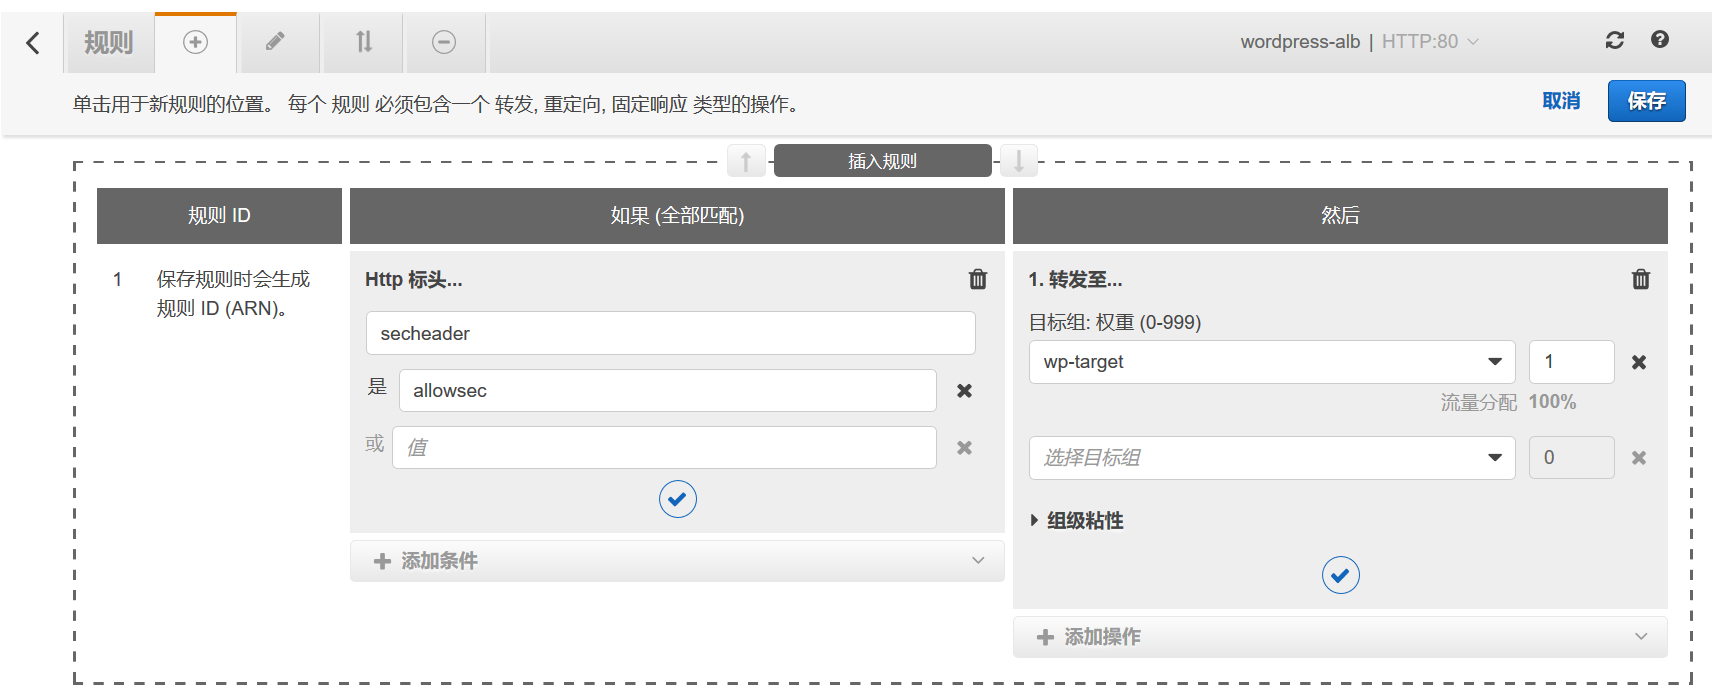 规则
wordpress-alb | HTTP:80
单击用于新规则的位置。 每个 规则 必须包含一个 转发, 重定向, 固定响应 类型的操作。
取消
保存
插入规则
规则 ID
如果 (全部匹配)
然后
1
保存规则时会生成
规则 ID (ARN)。
Http 标头...
secheader
是
allowsec
或
值
添加条件
1. 转发至...
目标组: 权重 (0-999)
wp-target
1
流量分配 100%
选择目标组
0
组级粘性
添加操作